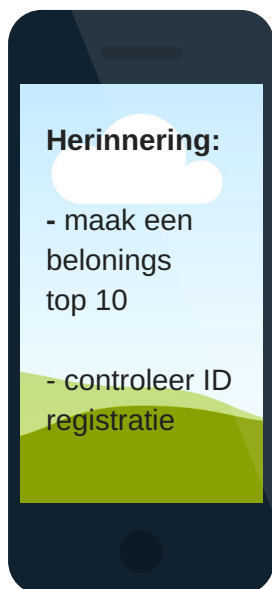 Herinnering:
- maak een
belonings
top 10
- controleer ID
registratie